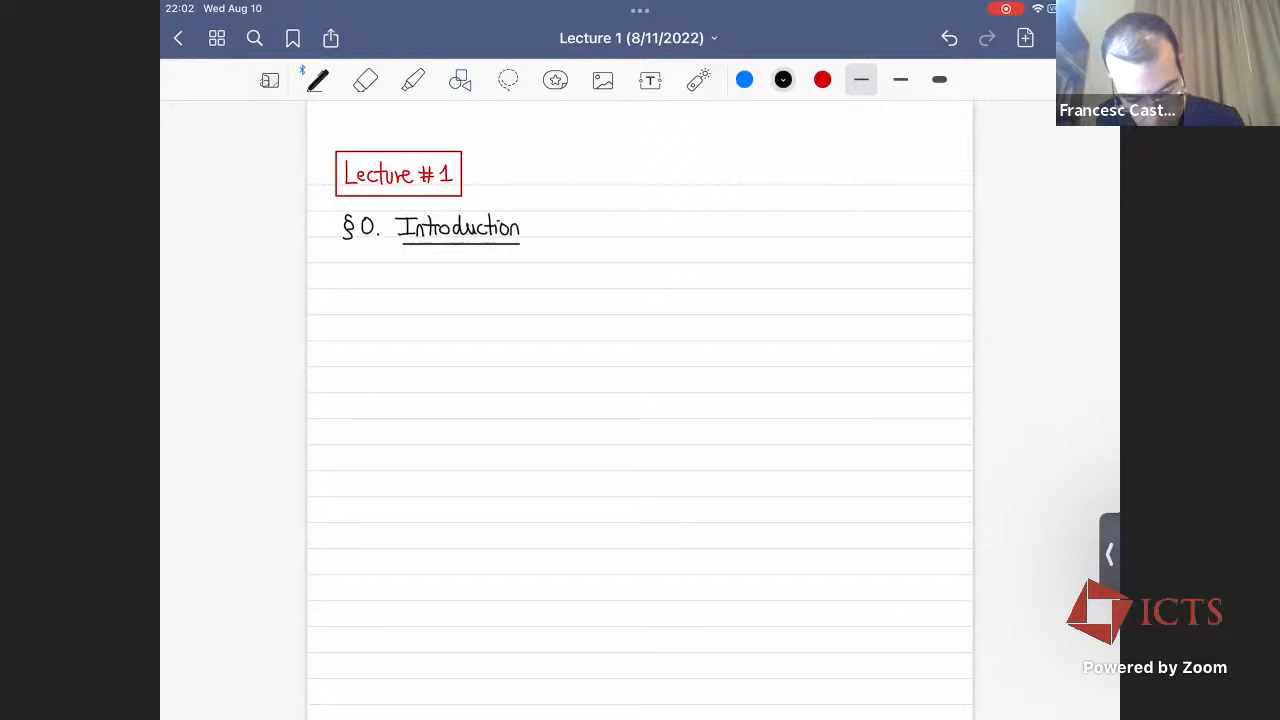 22:02 Wed Aug 10
Lecture 1 (8/11/2022)
T
Francesc Cast...
Lecture #1
§0. Introduction
ICTS
Powered by Zoom